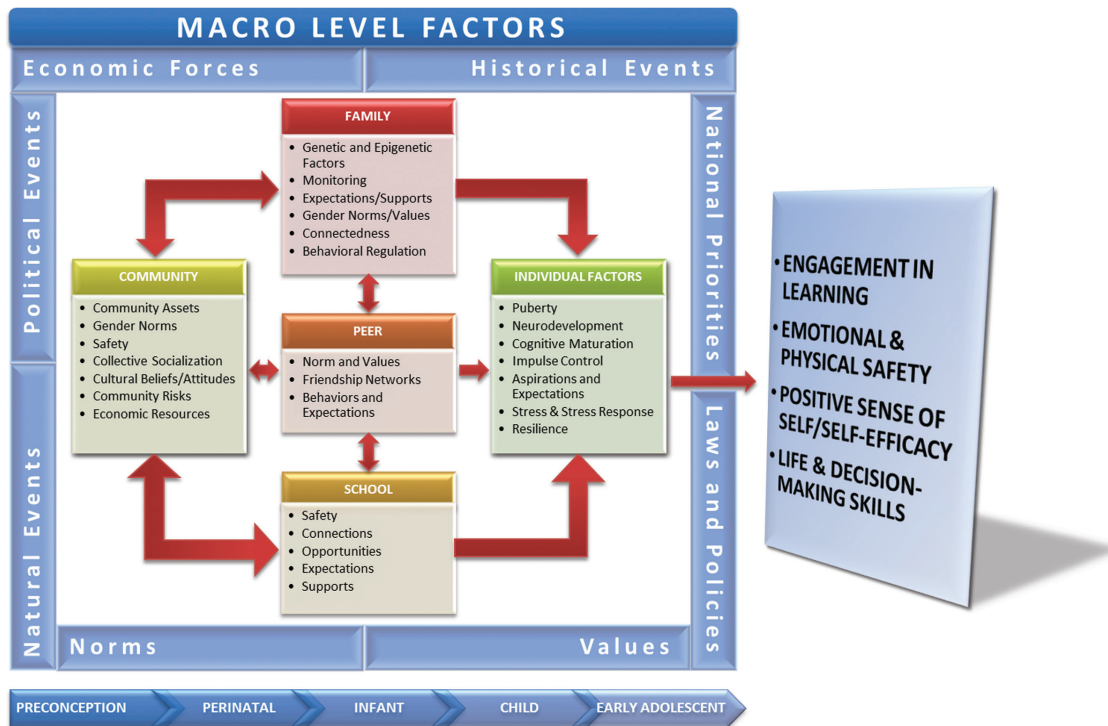 MACRO LEVEL FACTORS
Economic Forces
Historical Events
Political Events
Natural Events
National Priorities
Laws and Policies
FAMILY
• Genetic and Epigenetic
Factors
• Monitoring
• Expectations/Supports
• Gender Norms/Values
• Connectedness
• Behavioral Regulation
COMMUNITY
• Community Assets
• Gender Norms
• Safety
• Collective Socialization
• Cultural Beliefs/Attitudes
• Community Risks
• Economic Resources
PEER
• Norm and Values
• Friendship Networks
• Behaviors and
Expectations
INDIVIDUAL FACTORS
• Puberty
• Neurodevelopment
• Cognitive Maturation
• Impulse Control
• Aspirations and
Expectations
• Stress & Stress Response
• Resilience
SCHOOL
• Safety
• Connections
• Opportunities
• Expectations
• Supports
Norms
Values
• ENGAGEMENT IN
LEARNING
• EMOTIONAL &
PHYSICAL SAFETY
• POSITIVE SENSE OF
SELF/SELF-EFFICACY
• LIFE & DECISION-
MAKING SKILLS
PRECONCEPTION
PERINATAL
INFANT
CHILD
EARLY ADOLESCENT